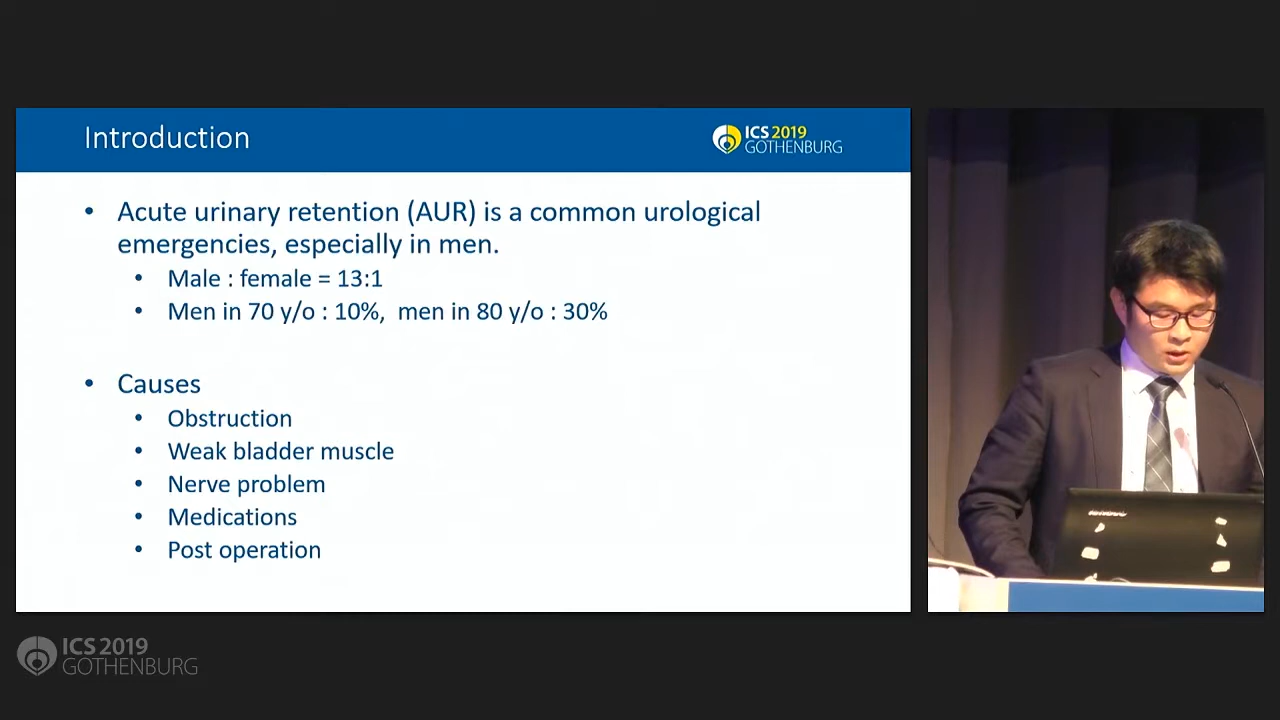 Introduction
ICS 2019
GOTHENBURG
• Acute urinary retention (AUR) is a common urological
emergencies, especially in men.
• Male : female = 13:1
• Men in 70 y/o : 10%, men in 80 y/o : 30%
• Causes
• Obstruction
• Weak bladder muscle
• Nerve problem
• Medications
• Post operation
ICS 2019
GOTHENBURG